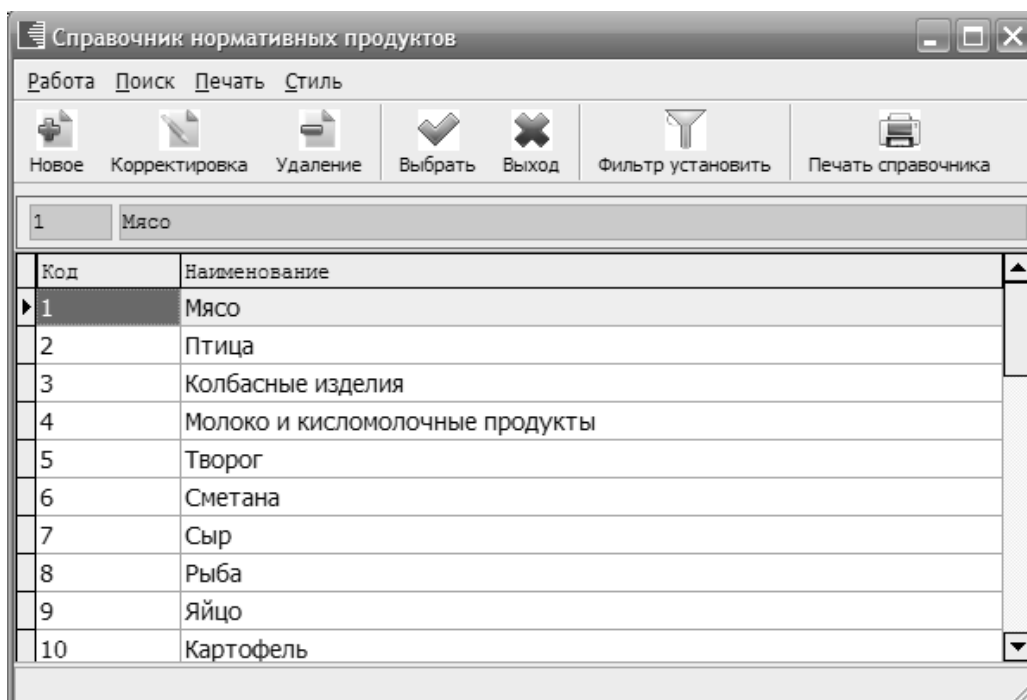 Справочник нормативных продуктов
Работа Поиск Печать Стиль
Новое Корректировка Удаление Выбрать Выход Фильтр установить Печать справочника
1 Мясо
Код Наименование
1 Мясо
2 Птица
3 Колбасные изделия
4 Молоко и кисломолочные продукты
5 Творог
6 Сметана
7 Сыр
8 Рыба
9 Яйцо
10 Картофель